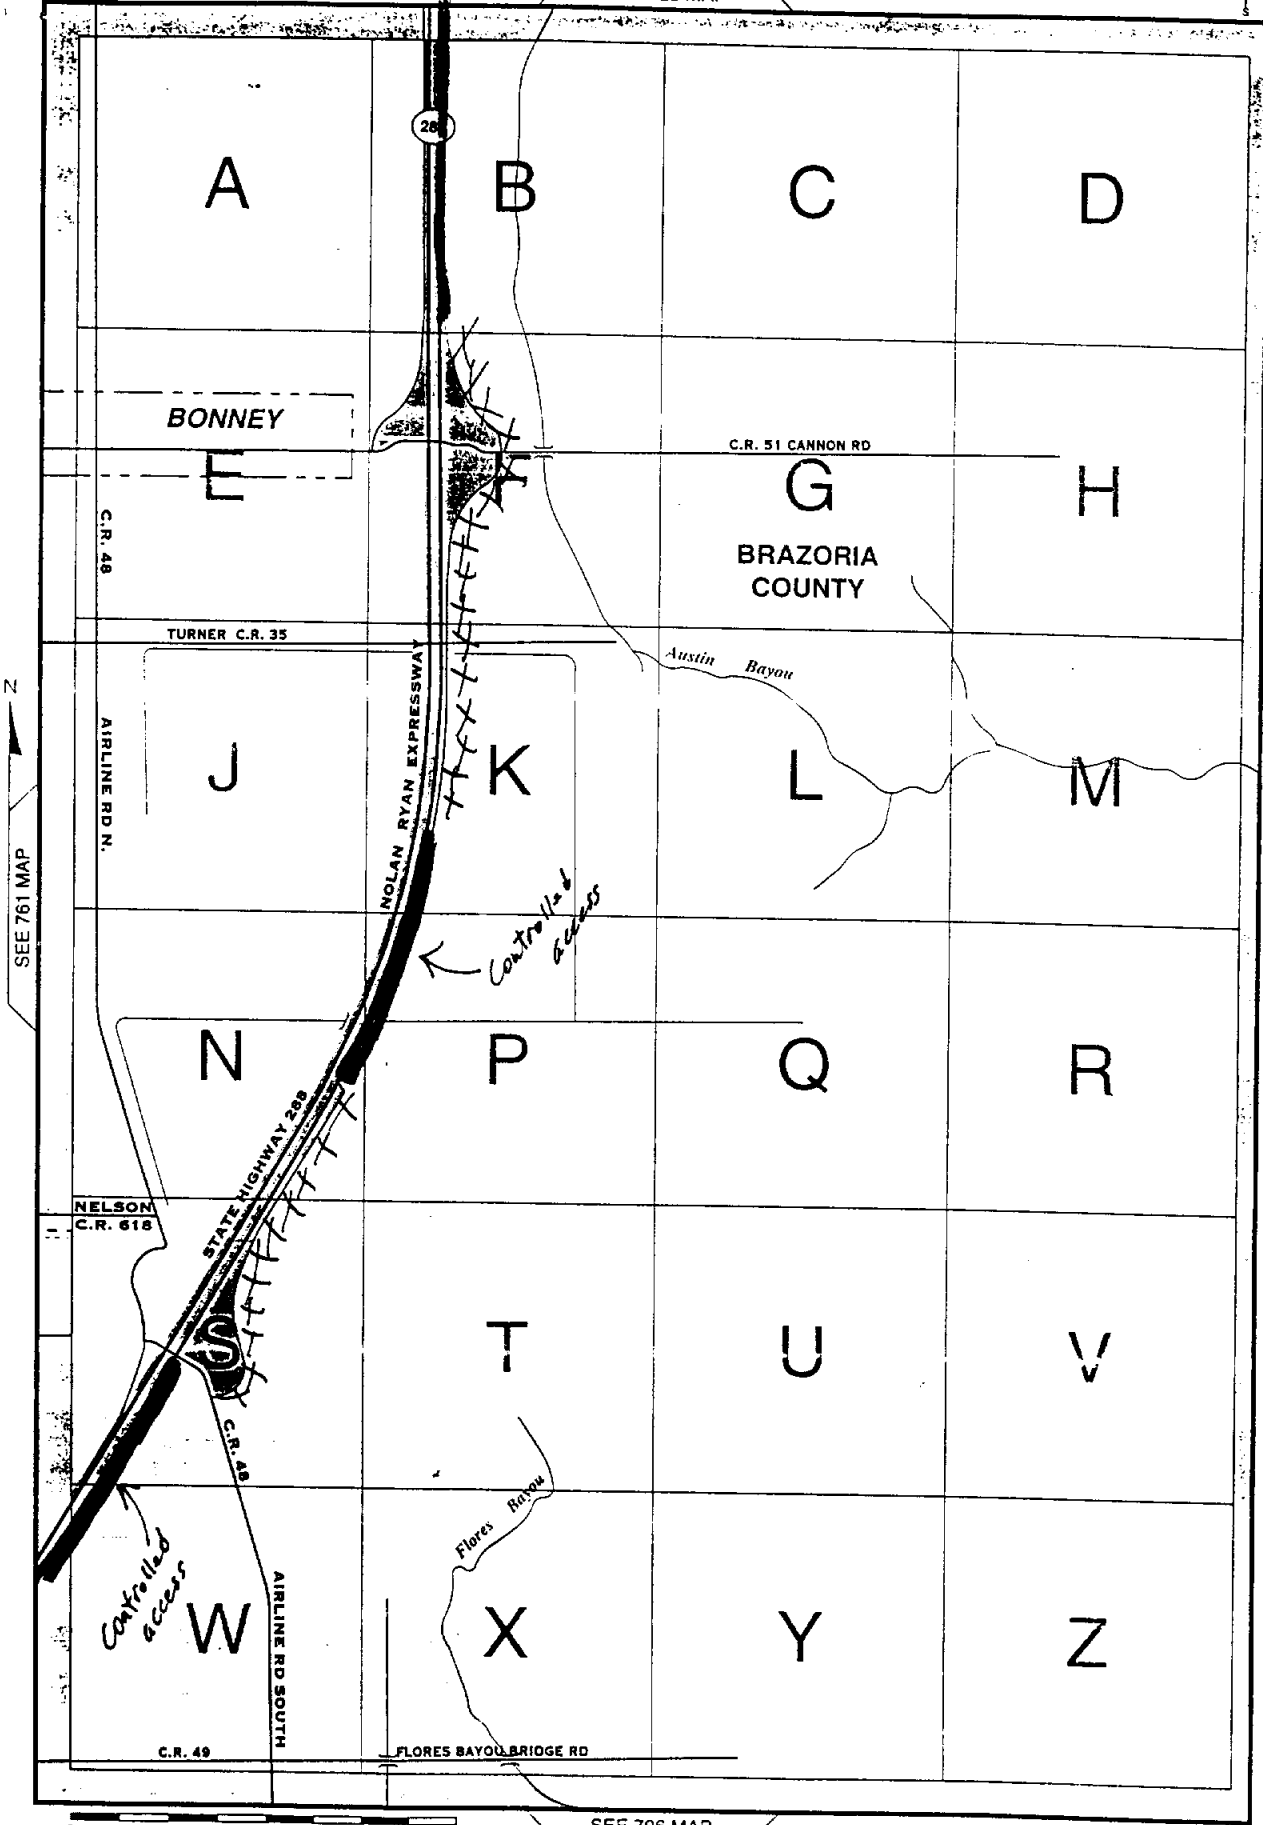 A
B
C
D
BONNEY
C.R. 51 CANNON RD
E
F
G
H
C.R. 48
BRAZORIA
COUNTY
TURNER C.R. 35
Austin Bayou
Z
AIRLINE RD N.
NOLAN RYAN EXPRESSWAY
J
K
L
M
SEE 761 MAP
Controlled
access
N
P
Q
R
STATE HIGHWAY 288
NELSON
C.R. 618
S
T
U
V
C.R. 48
Flores Bayou
Controlled
access
W
X
Y
Z
AIRLINE RD SOUTH
C.R. 49
FLORES BAYOU BRIDGE RD